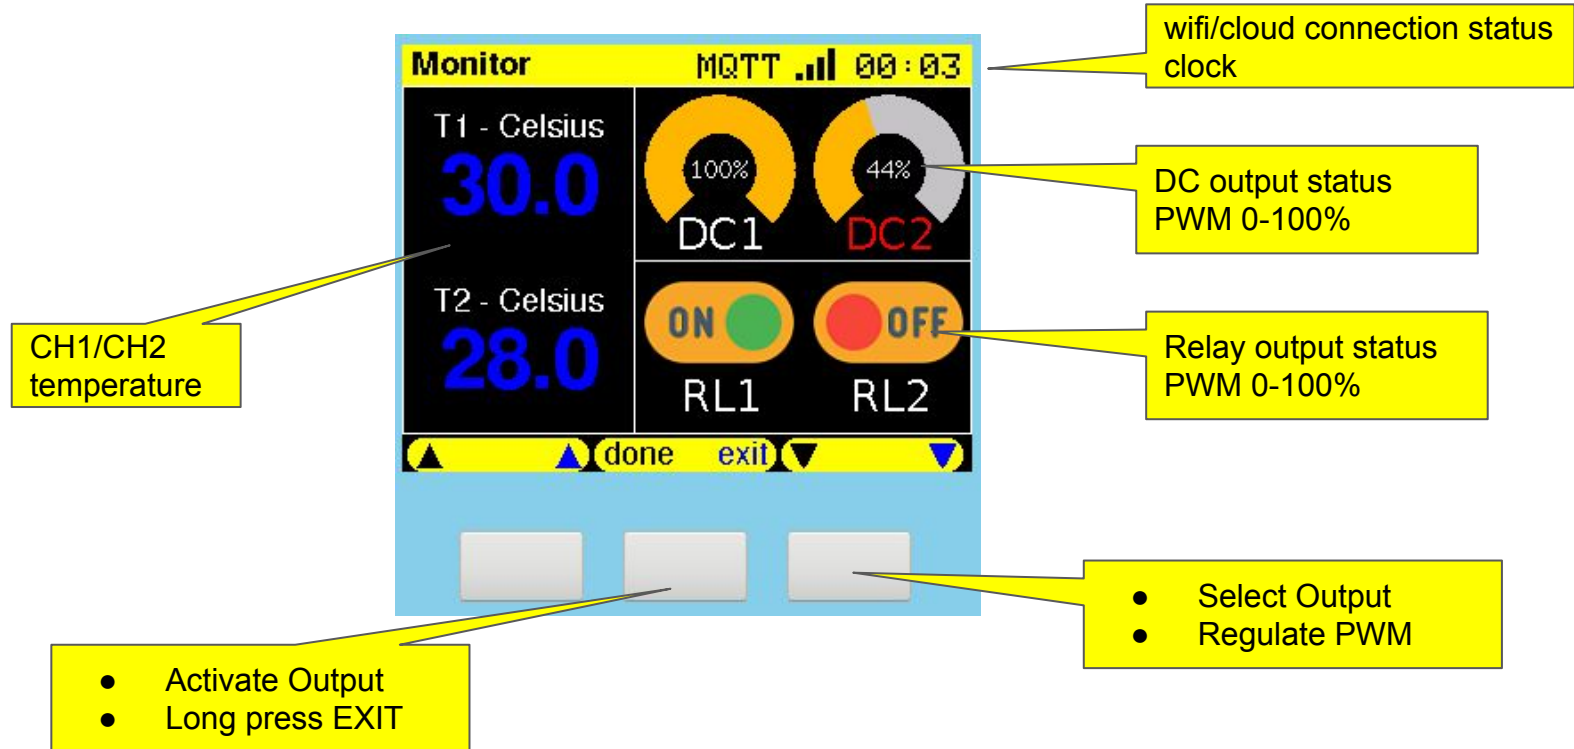 wifi/cloud connection status
clock
Monitor MQTT 00:03
T1 - Celsius
30.0
100%
DC1
44%
DC2
DC output status
PWM 0-100%
CH1/CH2
temperature
T2 - Celsius
28.0
ON
RL1
OFF
RL2
Relay output status
PWM 0-100%
done exit
● Select Output
● Regulate PWM
● Activate Output
● Long press EXIT